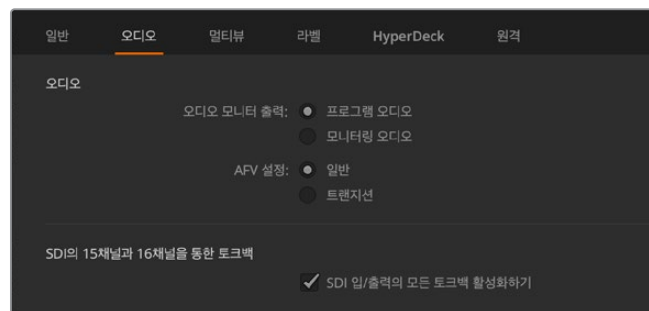 일반 오디오 멀티뷰 라벨 HyperDeck 원격
오디오
오디오 모니터 출력: 프로그램 오디오
모니터링 오디오
AFV 설정: 일반
트랜지션
SDI의 15채널과 16채널을 통한 토크백
SDI 입/출력의 모든 토크백 활성화하기